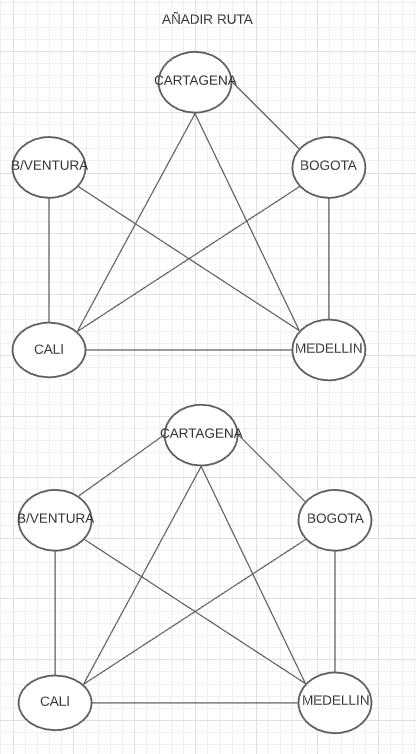 AÑADIR RUTA
CARTAGENA
B/VENTURA
BOGOTA
CALI
MEDELLIN
CARTAGENA
B/VENTURA
BOGOTA
CALI
MEDELLIN